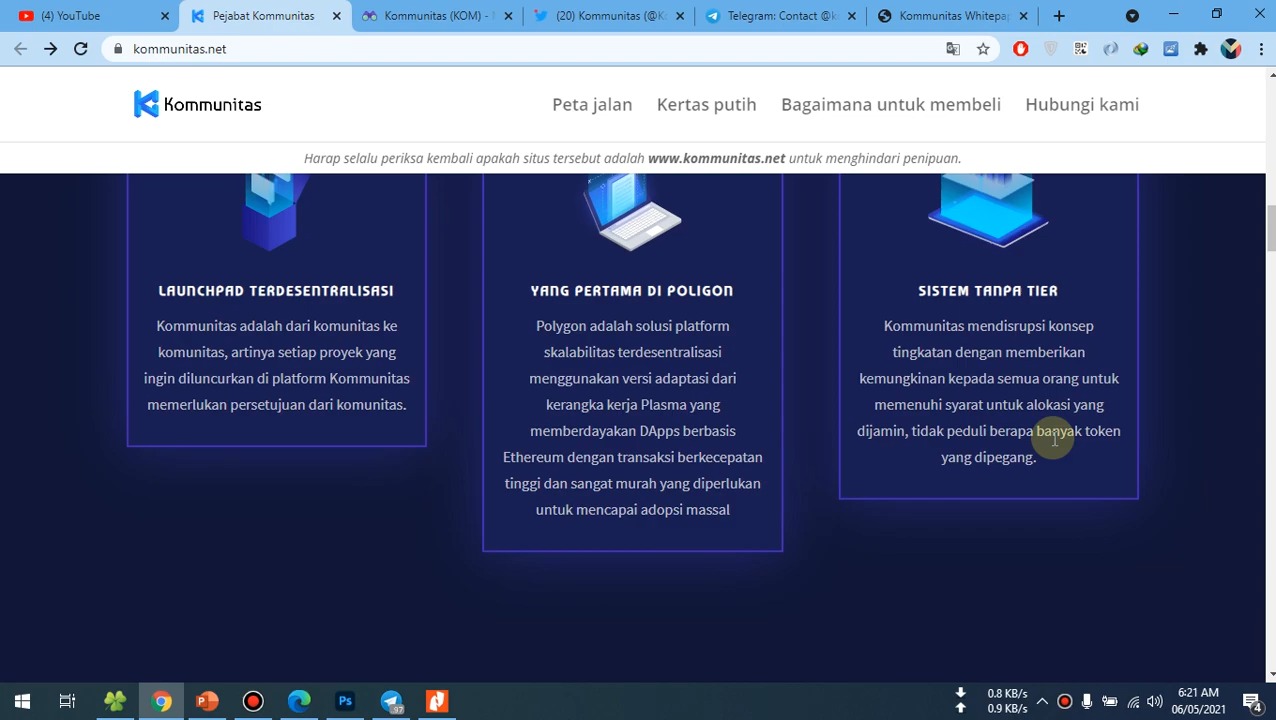 (4) YouTube
Pejabat Kommunitas
Kommunitas (KOM) -
(20) Kommunitas (@Ko
Telegram: Contact @k
Kommunitas Whitepap
kommunitas.net
Kommunitas
Peta jalan
Kertas putih
Bagaimana untuk membeli
Hubungi kami
Harap selalu periksa kembali apakah situs tersebut adalah www.kommunitas.net untuk menghindari penipuan.
LAUNCHPAD TERDESENTRALISASI
Kommunitas adalah dari komunitas ke
komunitas, artinya setiap proyek yang
ingin diluncurkan di platform Kommunitas
memerlukan persetujuan dari komunitas.
YANG PERTAMA DI POLIGON
Polygon adalah solusi platform
skalabilitas terdesentralisasi
menggunakan versi adaptasi dari
kerangka kerja Plasma yang
memberdayakan DApps berbasis
Ethereum dengan transaksi berkecepatan
tinggi dan sangat murah yang diperlukan
untuk mencapai adopsi massal
SISTEM TANPA TIER
Kommunitas mendisrupsi konsep
tingkatan dengan memberikan
kemungkinan kepada semua orang untuk
memenuhi syarat untuk alokasi yang
dijamin, tidak peduli berapa banyak token
yang dipegang.
97
0.8 KB/s
0.9 KB/s
6:21 AM
06/05/2021
4